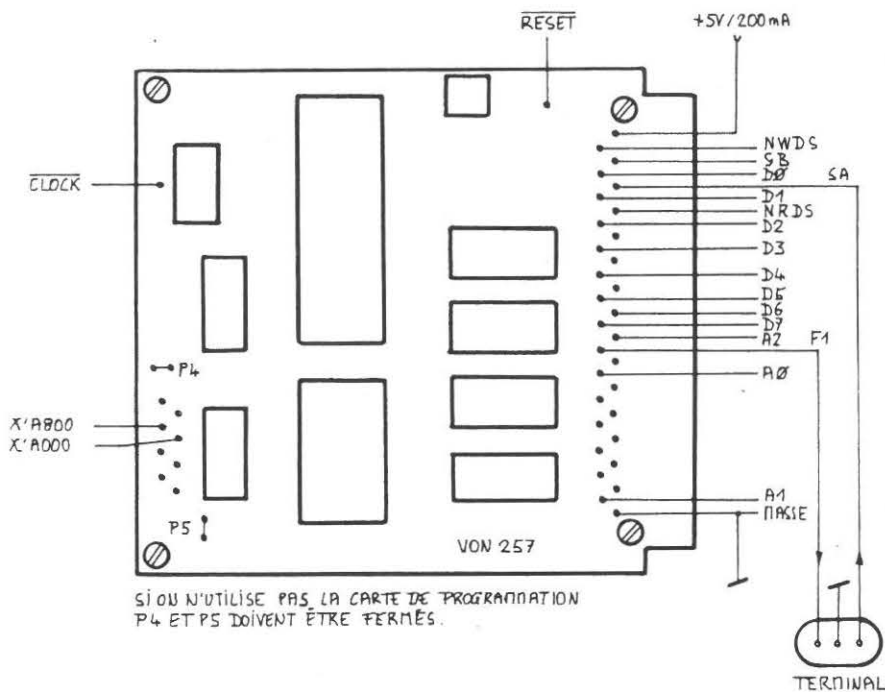 RESET
+5V/200mA
NWDS
SB
DØ
SA
CLOCK
D1
NRDS
D2
D3
D4
D5
D6
D7
A2
F1
P4
AØ
X'A800
X'A000
A1
P5
MASSE
VON 257
SI ON N'UTILISE PAS LA CARTE DE PROGRAMMATION
P4 ET P5 DOIVENT ÊTRE FERMÉS.
TERMINAL